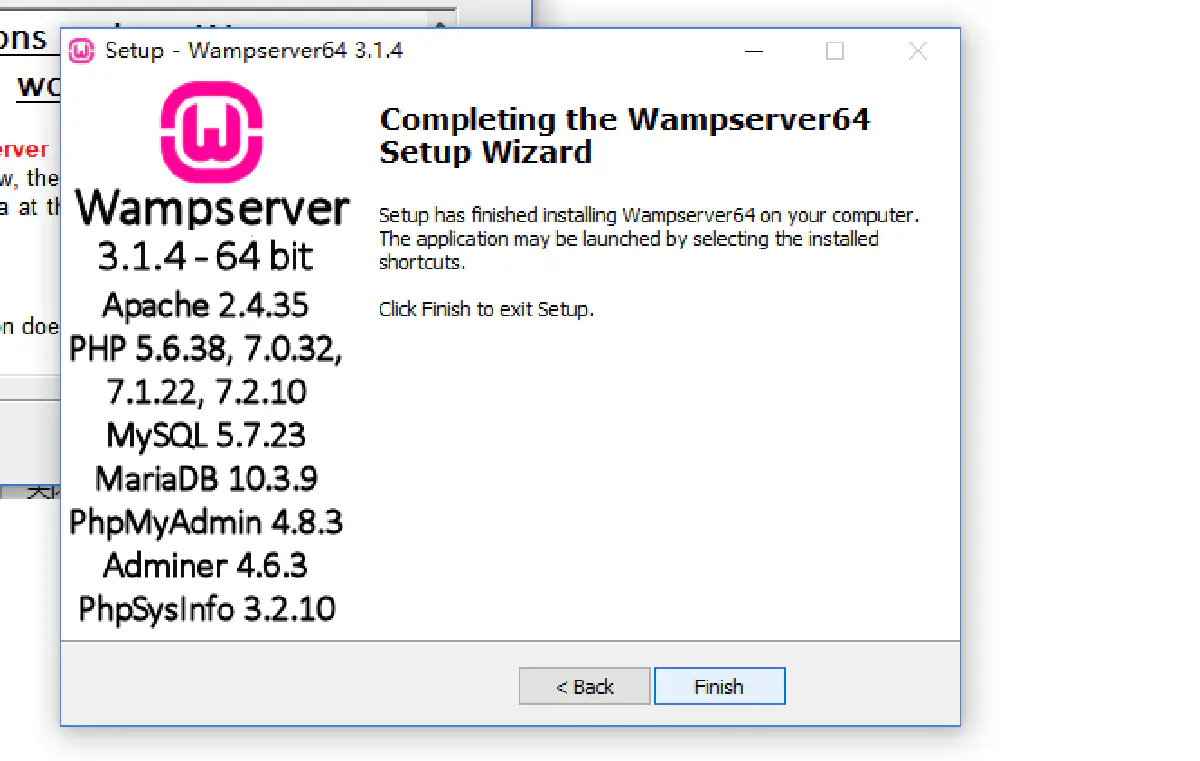 Setup - Wampserver64 3.1.4
ons
wo
erver
w, the
a at th
n doe
Wampserver
3.1.4 - 64 bit
Apache 2.4.35
PHP 5.6.38, 7.0.32,
7.1.22, 7.2.10
MySQL 5.7.23
MariaDB 10.3.9
PhpMyAdmin 4.8.3
Adminer 4.6.3
PhpSysInfo 3.2.10
Completing the Wampserver64
Setup Wizard
Setup has finished installing Wampserver64 on your computer.
The application may be launched by selecting the installed
shortcuts.
Click Finish to exit Setup.
< Back
Finish